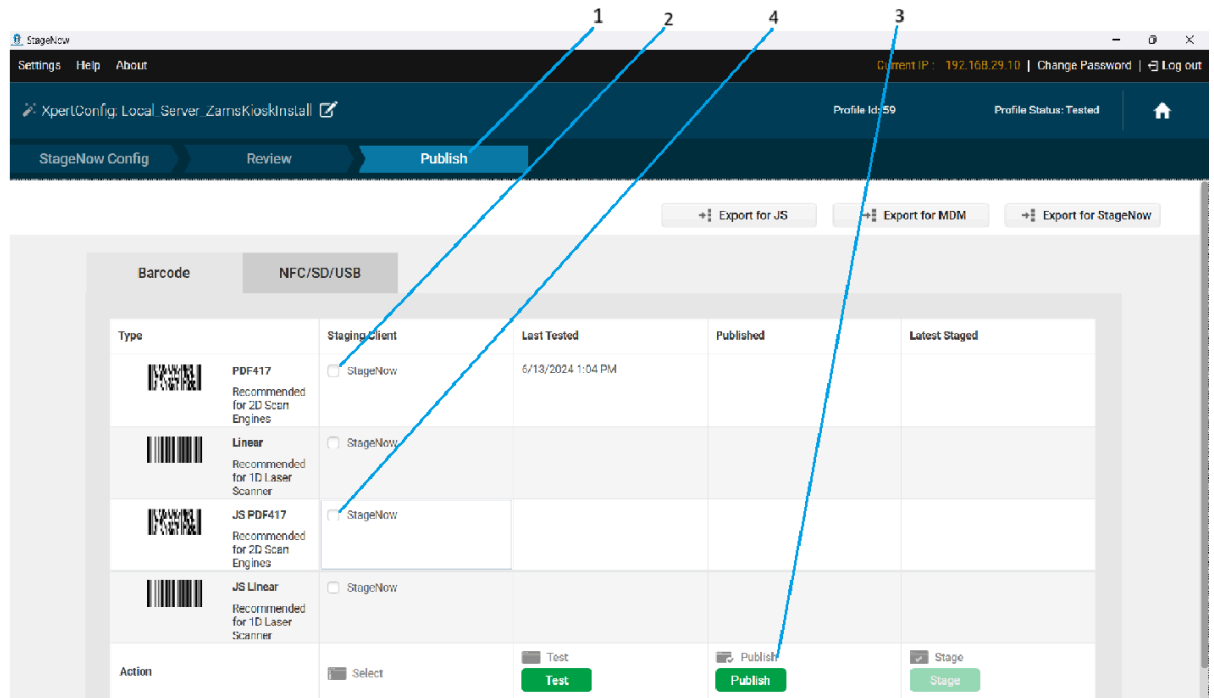 1 2 4 3
StageNow
Settings Help About Current IP : 192.168.29.10 | Change Password | Log out
XpertConfig: Local_Server_ZamsKioskInstall Profile Id: 59 Profile Status: Tested
StageNow Config Review Publish
Export for JS Export for MDM Export for StageNow
Barcode NFC/SD/USB
Type Staging Client Last Tested Published Latest Staged
PDF417 StageNow 6/13/2024 1:04 PM
Recommended
for 2D Scan
Engines
Linear StageNow
Recommended
for 1D Laser
Scanner
JS PDF417 StageNow
Recommended
for 2D Scan
Engines
JS Linear StageNow
Recommended
for 1D Laser
Scanner
Action Select Test Publish Stage
Test Publish Stage